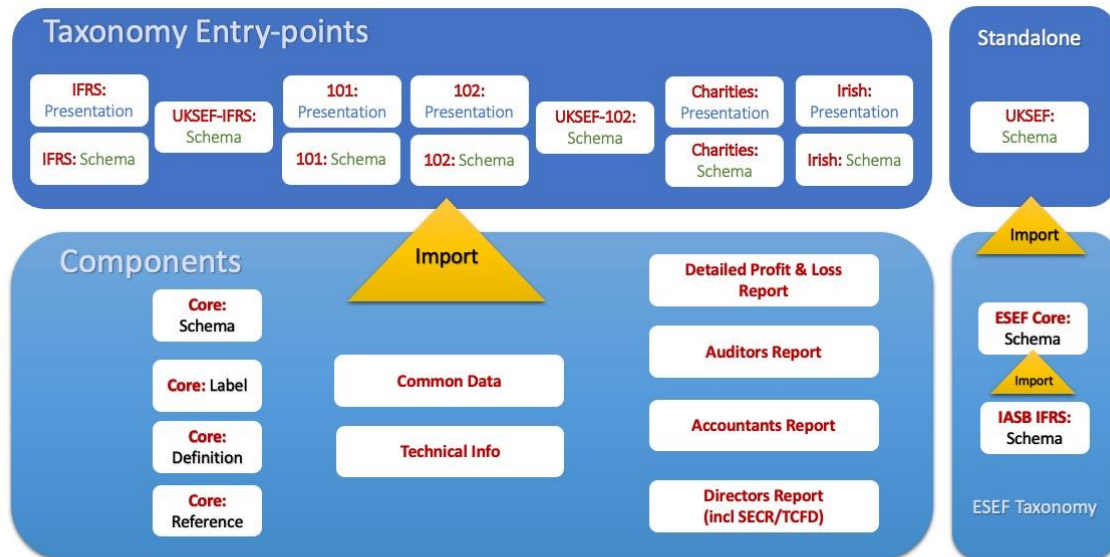 Taxonomy Entry-points
IFRS:
Presentation
IFRS: Schema
UKSEF-IFRS:
Schema
101:
Presentation
101: Schema
102:
Presentation
102: Schema
UKSEF-102:
Schema
Charities:
Presentation
Charities:
Schema
Irish:
Presentation
Irish: Schema
Standalone
UKSEF:
Schema
Import
Import
Components
Core:
Schema
Core: Label
Core:
Definition
Core:
Reference
Common Data
Technical Info
Detailed Profit & Loss
Report
Auditors Report
Accountants Report
Directors Report
(incl SECR/TCFD)
ESEF Core:
Schema
Import
IASB IFRS:
Schema
ESEF Taxonomy